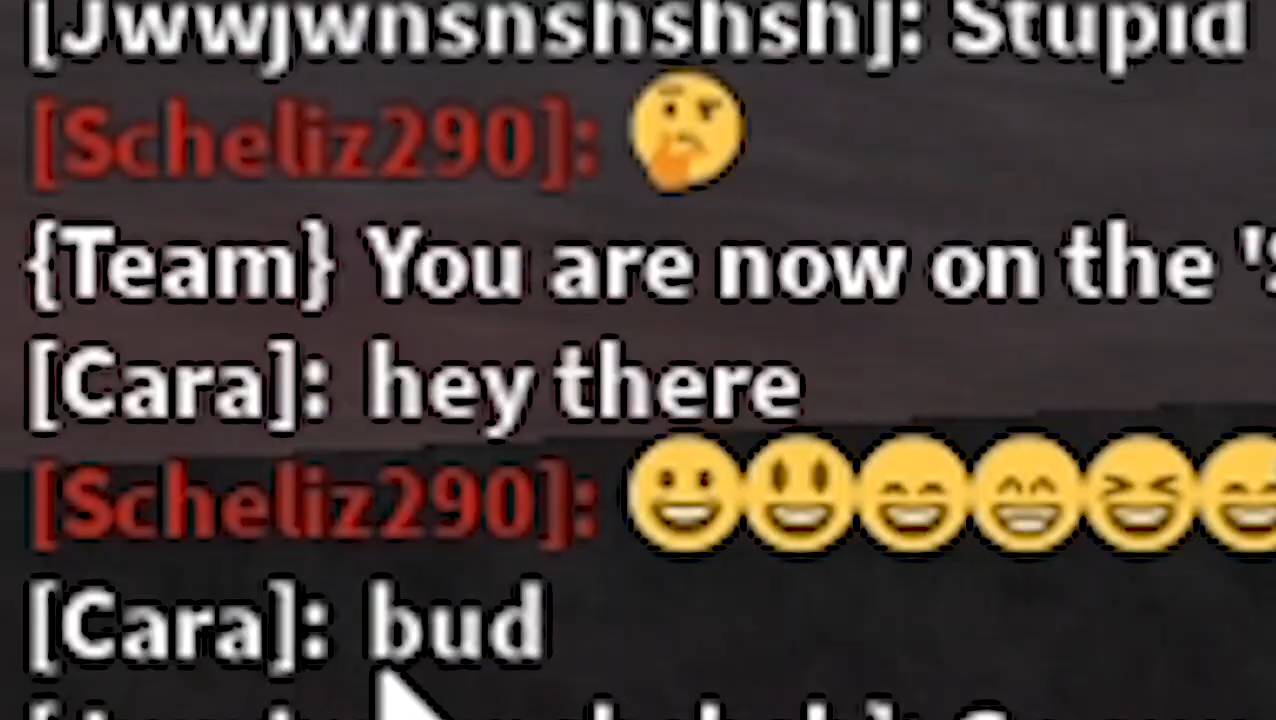 [Jwwjwnsnshshsh]: Stupid
[Scheliz290]: 🤔
{Team} You are now on the
[Cara]: hey there
[Scheliz290]: 😀😃😄😁😆😅
[Cara]: bud